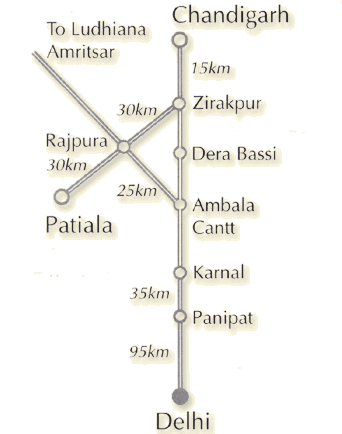 Chandigarh
To Ludhiana
Amritsar
15km
30km
Zirakpur
Rajpura
Dera Bassi
30km
25km
Ambala
Cantt
Patiala
Karnal
35km
Panipat
95km
Delhi